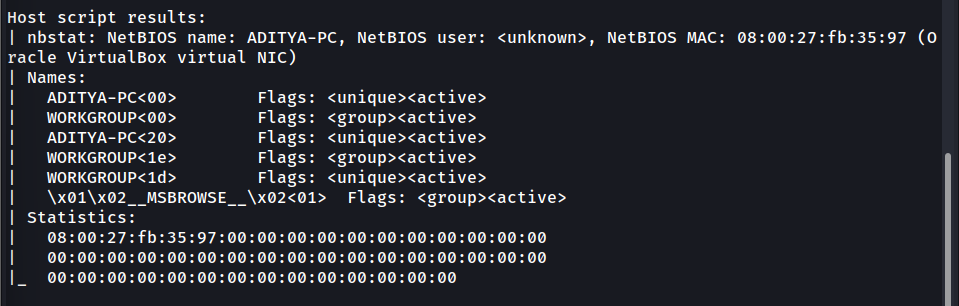 Host script results:
| nbstat: NetBIOS name: ADITYA-PC, NetBIOS user: <unknown>, NetBIOS MAC: 08:00:27:fb:35:97 (O
racle VirtualBox virtual NIC)
| Names:
|   ADITYA-PC<00>        Flags: <unique><active>
|   WORKGROUP<00>        Flags: <group><active>
|   ADITYA-PC<20>        Flags: <unique><active>
|   WORKGROUP<1e>        Flags: <group><active>
|   WORKGROUP<1d>        Flags: <unique><active>
|   \x01\x02__MSBROWSE__\x02<01>  Flags: <group><active>
| Statistics:
|   08:00:27:fb:35:97:00:00:00:00:00:00:00:00:00:00:00
|   00:00:00:00:00:00:00:00:00:00:00:00:00:00:00:00:00
|_  00:00:00:00:00:00:00:00:00:00:00:00:00:00